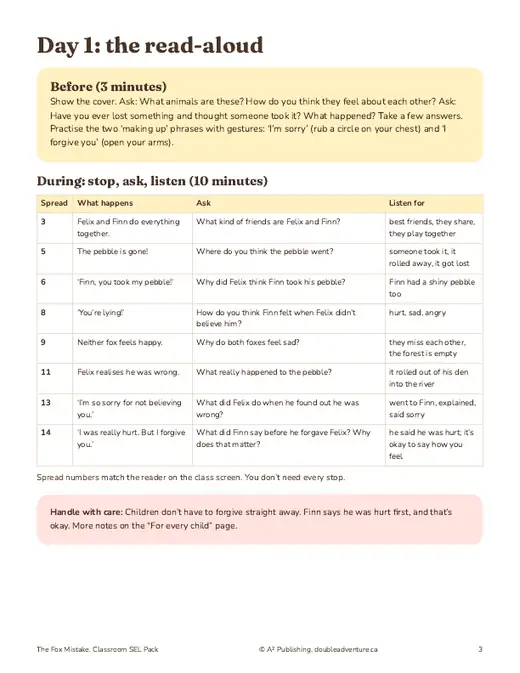 Day 1: the read-aloud
Before (3 minutes)
Show the cover. Ask: What animals are these? How do you think they feel about each other? Ask:
Have you ever lost something and thought someone took it? What happened? Take a few answers.
Practise the two ‘making up’ phrases with gestures: ‘I’m sorry’ (rub a circle on your chest) and ‘I
forgive you’ (open your arms).
During: stop, ask, listen (10 minutes)
Spread What happens Ask Listen for
3 Felix and Finn do everything What kind of friends are Felix and Finn? best friends, they share,
together. they play together
5 The pebble is gone! Where do you think the pebble went? someone took it, it
rolled away, it got lost
6 ‘Finn, you took my pebble!’ Why did Felix think Finn took his pebble? Finn had a shiny pebble
too
8 ‘You’re lying!’ How do you think Finn felt when Felix didn’t hurt, sad, angry
believe him?
9 Neither fox feels happy. Why do both foxes feel sad? they miss each other,
the forest is empty
11 Felix realises he was wrong. What really happened to the pebble? it rolled out of his den
into the river
13 ‘I’m so sorry for not believing What did Felix do when he found out he was went to Finn, explained,
you.’ wrong? said sorry
14 ‘I was really hurt. But I forgive What did Finn say before he forgave Felix? Why he said he was hurt; it’s
you.’ does that matter? okay to say how you
feel
Spread numbers match the reader on the class screen. You don’t need every stop.
Handle with care: Children don’t have to forgive straight away. Finn says he was hurt first, and that’s
okay. More notes on the “For every child” page.
The Fox Mistake. Classroom SEL Pack © A² Publishing, doubleadventure.ca 3